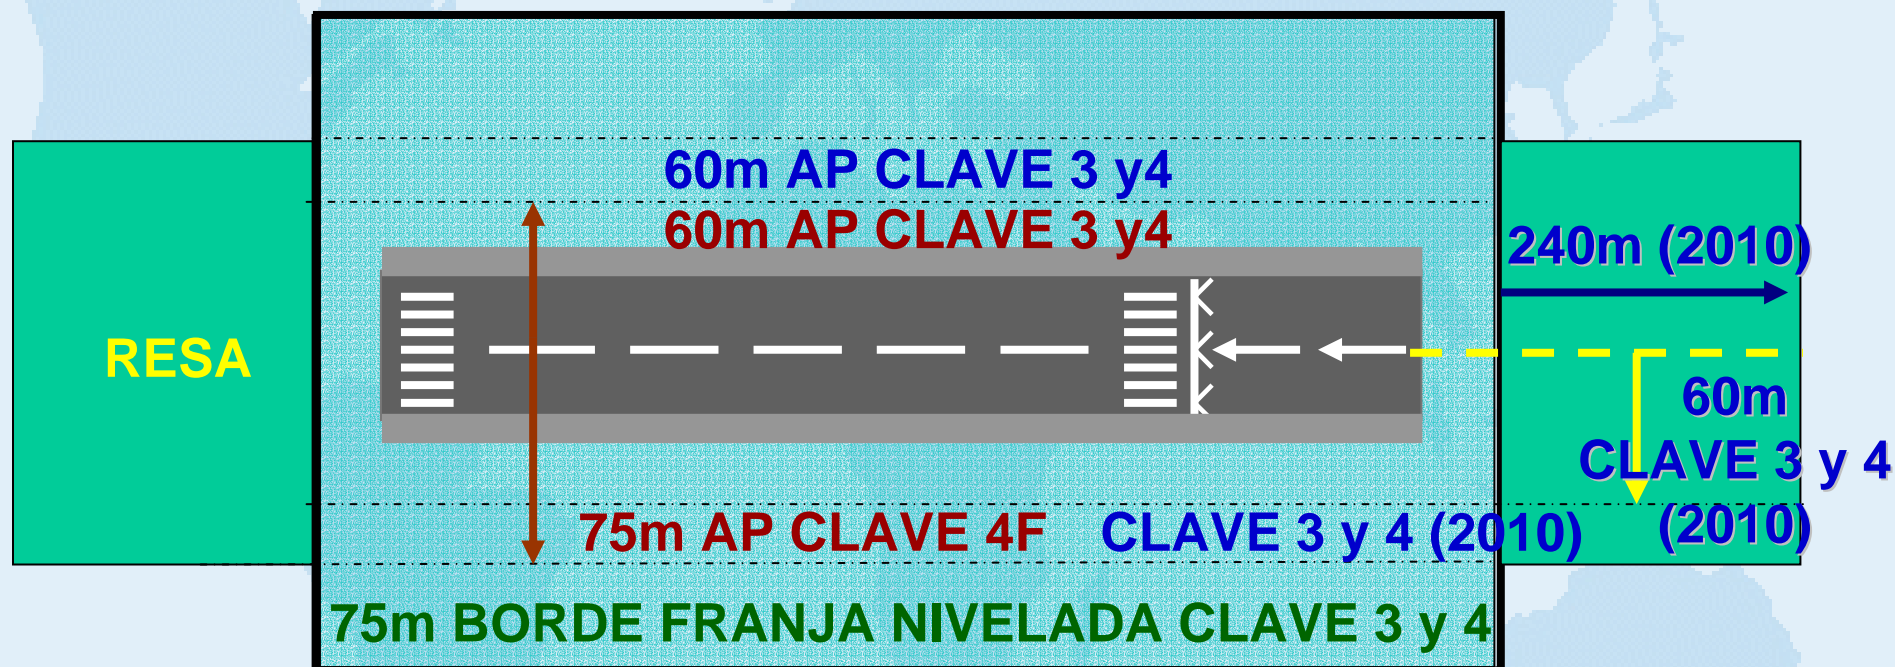 60m AP CLAVE 3 y4
60m AP CLAVE 3 y4
240m (2010)
RESA
60m
CLAVE 3 y 4
(2010)
75m AP CLAVE 4F CLAVE 3 y 4 (2010)
75m BORDE FRANJA NIVELADA CLAVE 3 y 4